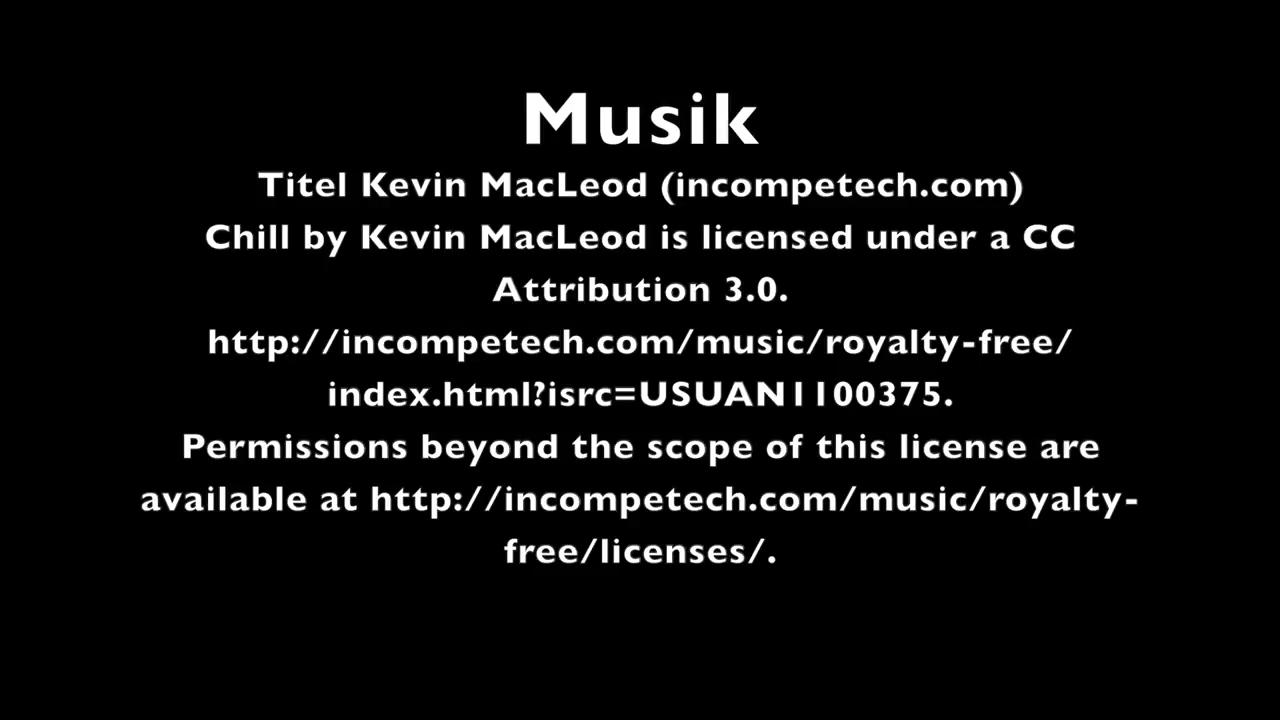 Musik
Titel Kevin MacLeod (incompetech.com)
Chill by Kevin MacLeod is licensed under a CC
Attribution 3.0.
http://incompetech.com/music/royalty-free/
index.html?isrc=USUAN1100375.
Permissions beyond the scope of this license are
available at http://incompetech.com/music/royalty-
free/licenses/.